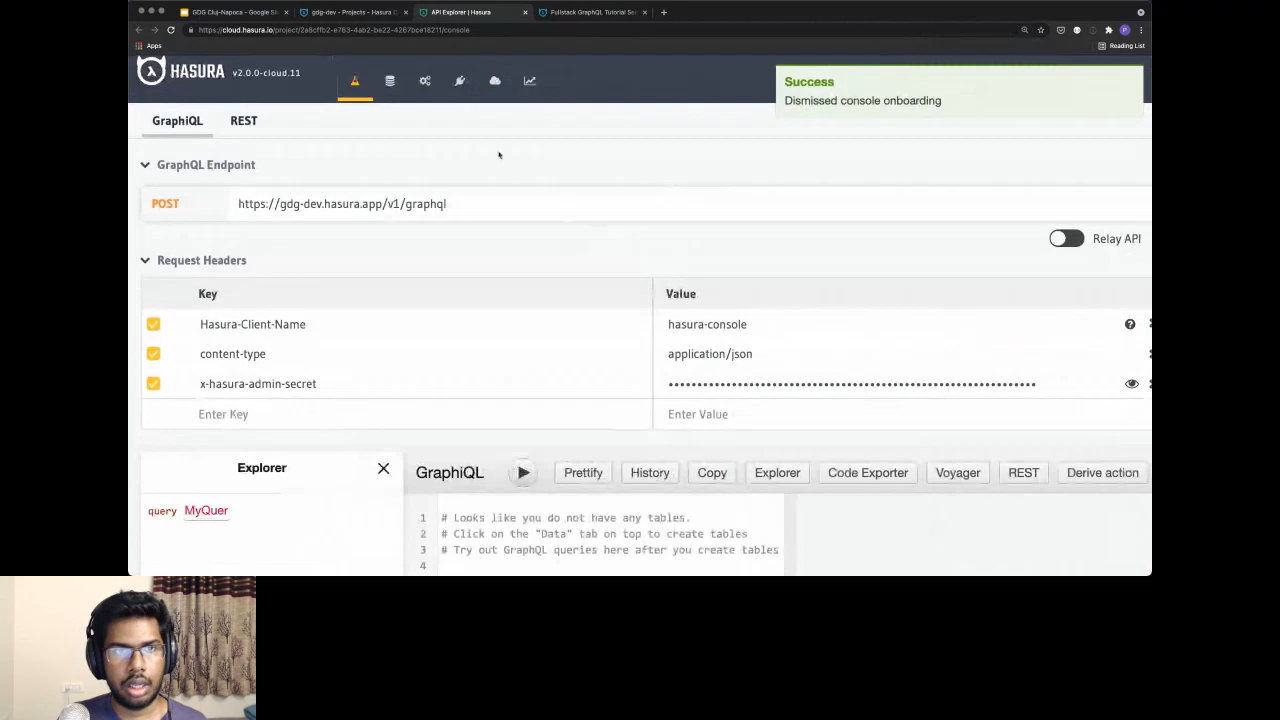 GDG Cluj-Napoca - Google Sli
gdg-dev - Projects - Hasura C
API Explorer | Hasura
Fullstack GraphQL Tutorial Se
https://cloud.hasura.io/project/2a8cffb2-e763-4ab2-be22-4267bce18211/console
Apps
Reading List
HASURA v2.0.0-cloud.11
Success
Dismissed console onboarding
GraphiQL REST
GraphQL Endpoint
POST https://gdg-dev.hasura.app/v1/graphql
Relay API
Request Headers
Key Value
Hasura-Client-Name hasura-console
content-type application/json
x-hasura-admin-secret ••••••••••••••••••••••••••••••••••••••••••••••••••••••••••••••••
Enter Key Enter Value
Explorer
GraphiQL Prettify History Copy Explorer Code Exporter Voyager REST Derive action
query MyQuer
1 # Looks like you do not have any tables.
2 # Click on the "Data" tab on top to create tables
3 # Try out GraphQL queries here after you create tables
4